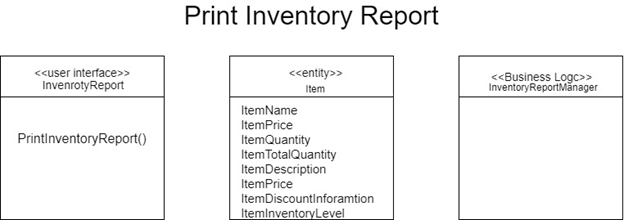 Print Inventory Report
<<user interface>>
InvenrotyReport
PrintInventoryReport()
<<entity>>
Item
ItemName
ItemPrice
ItemQuantity
ItemTotalQuantity
ItemDescription
ItemPrice
ItemDiscountInforamtion
ItemInventoryLevel
<<Business Logc>>
InventoryReportManager